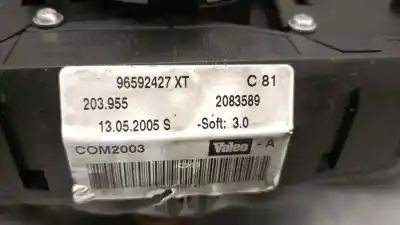 96592427 XT C 81
203.955 2083589
13.05.2005 S -Soft: 3.0
COM2003 Valeo - A